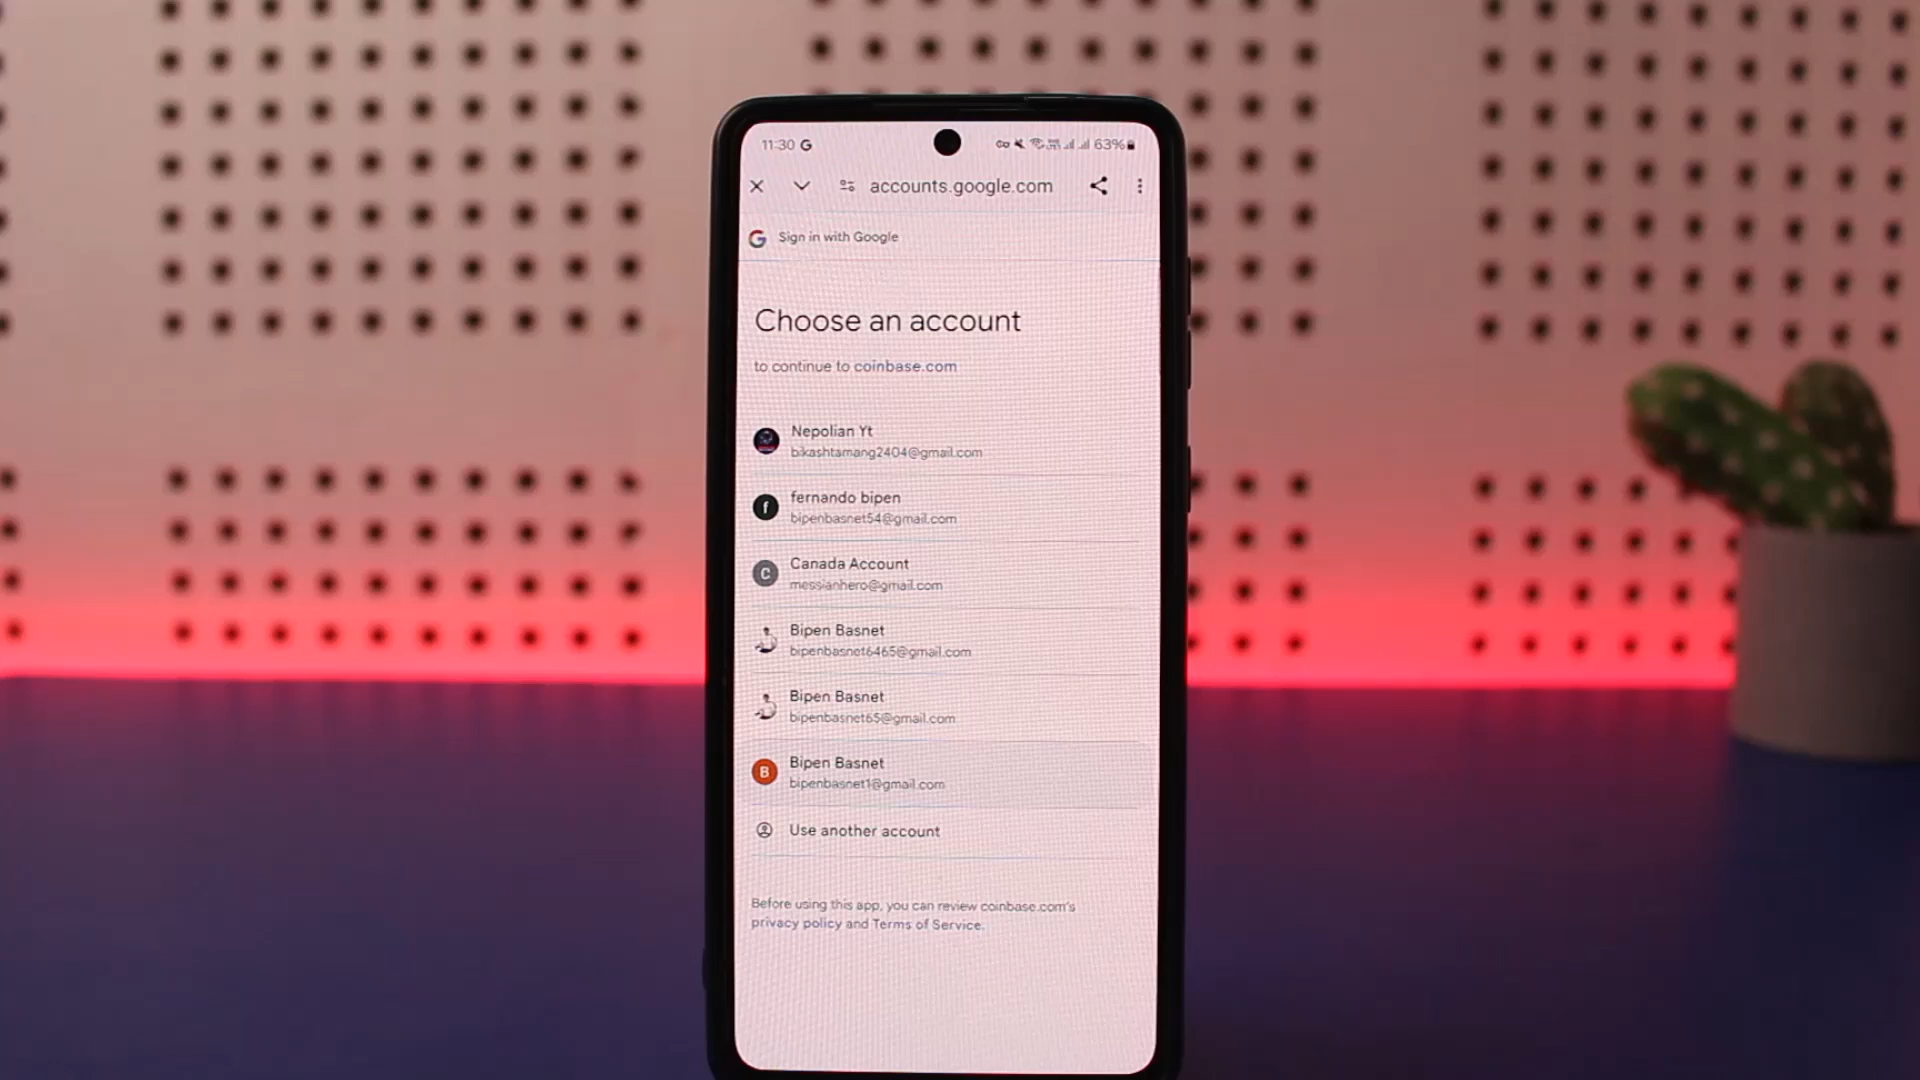 11:30 G
63%
accounts.google.com
Sign in with Google
Choose an account
to continue to coinbase.com
Nepolian Yt
bikashtamang2404@gmail.com
f
fernando bipen
bipenbasnet54@gmail.com
C
Canada Account
messianhero@gmail.com
Bipen Basnet
bipenbasnet6465@gmail.com
Bipen Basnet
bipenbasnet65@gmail.com
B
Bipen Basnet
bipenbasnet1@gmail.com
Use another account
Before using this app, you can review coinbase.com's
privacy policy and Terms of Service.